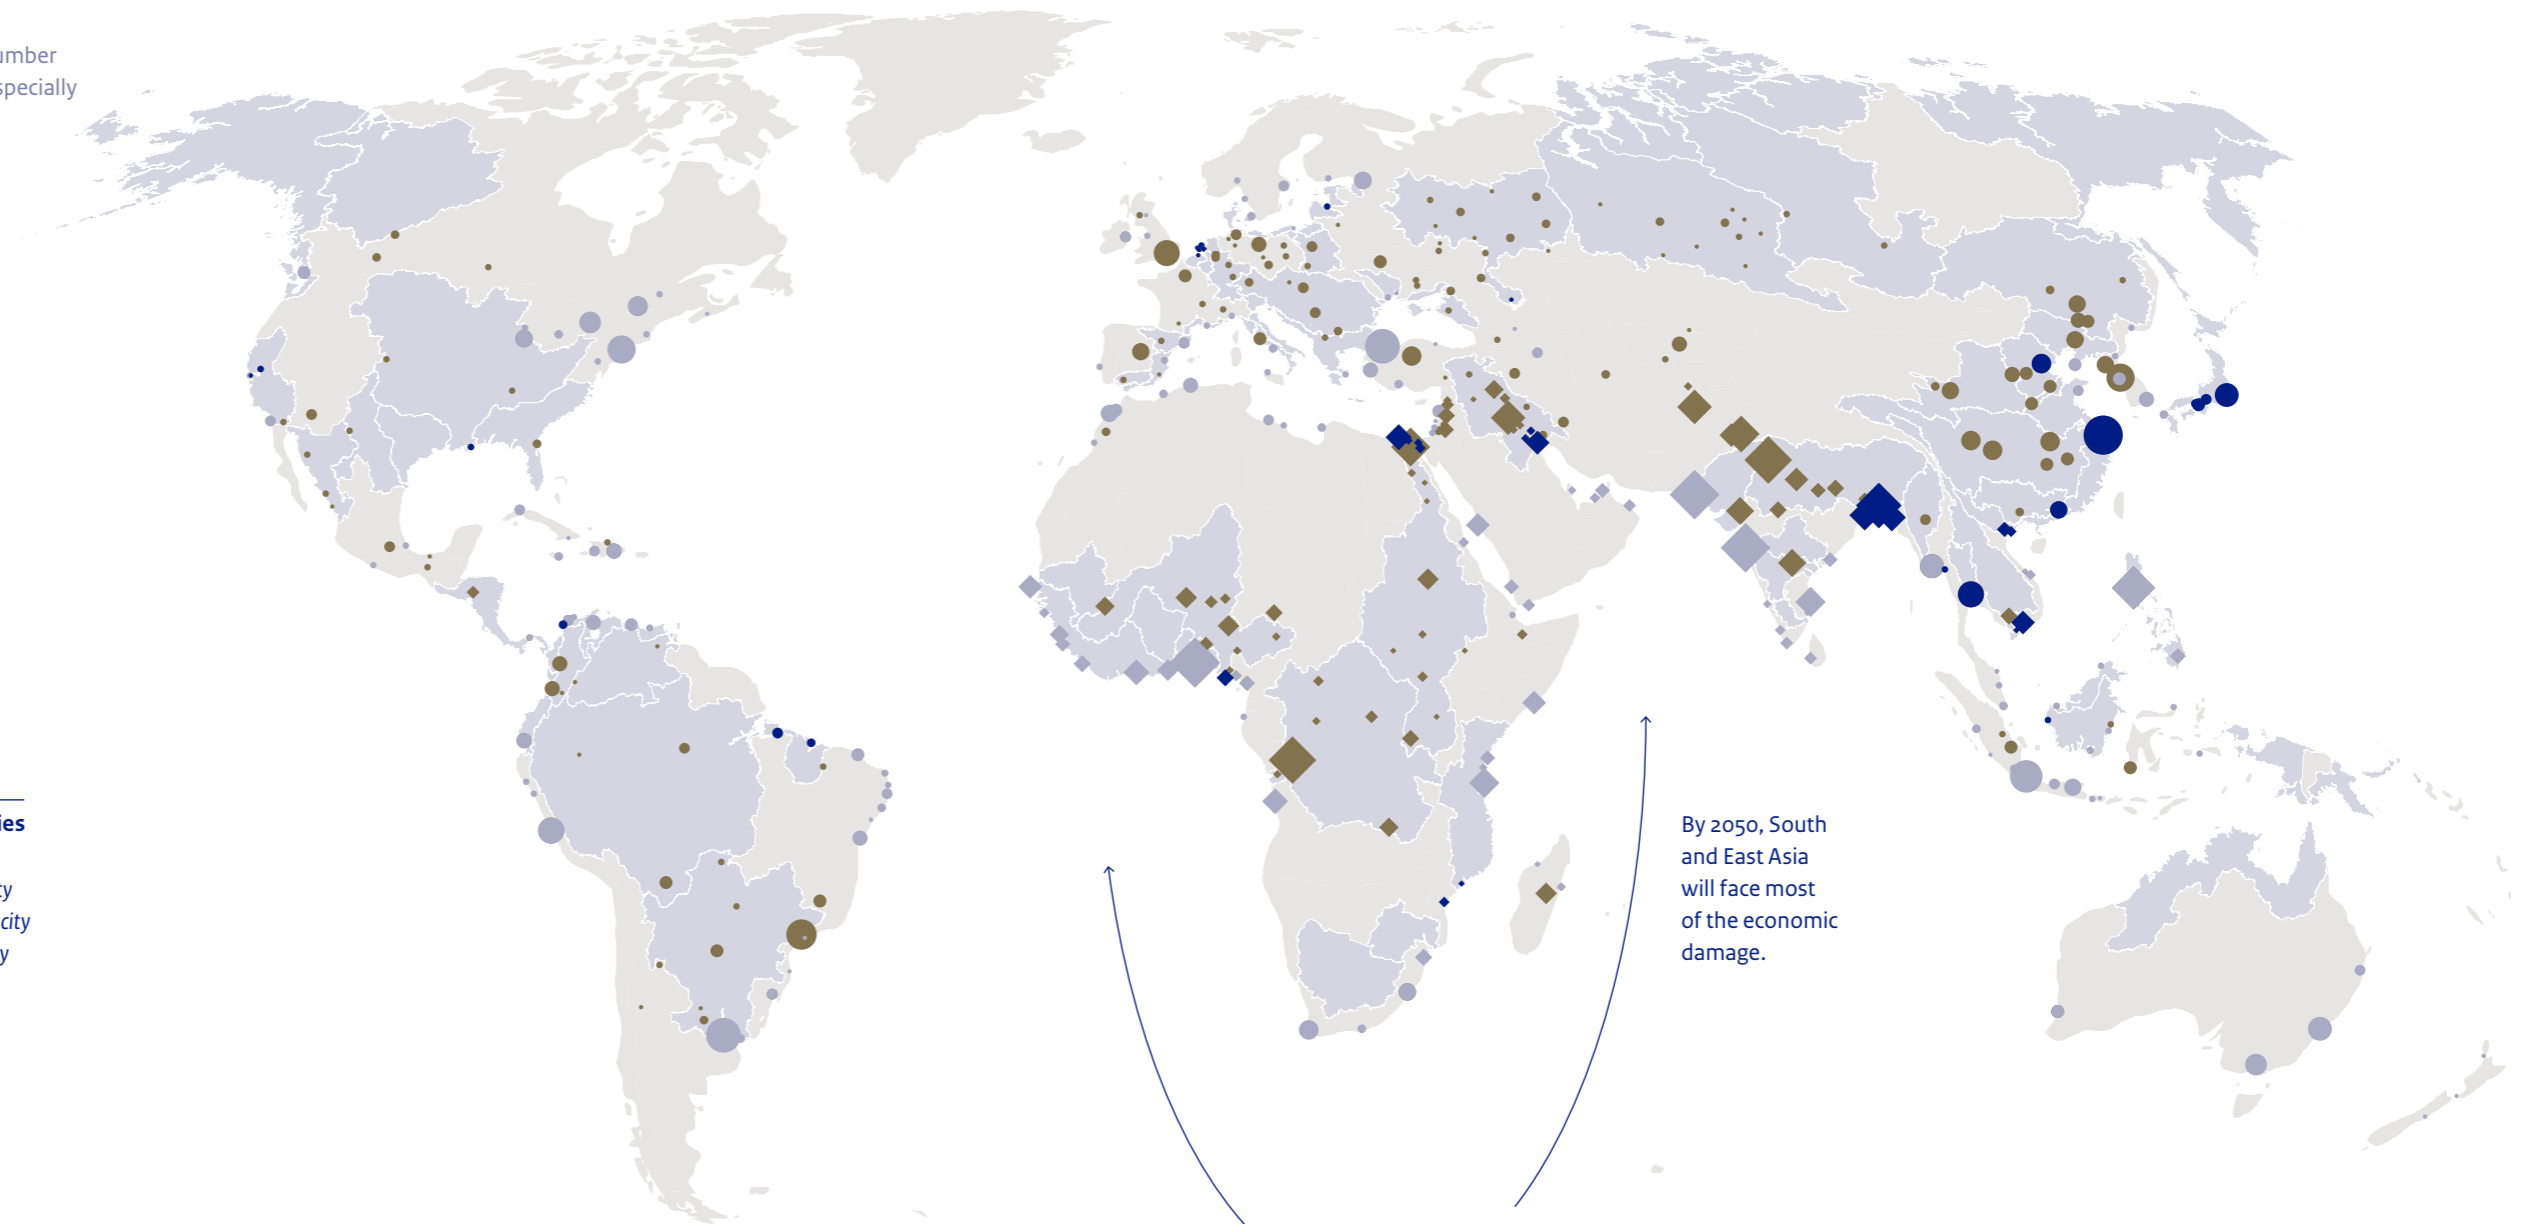 umber
specially
ies
ty
city
y
By 2050, South
and East Asia
will face most
of the economic
damage.